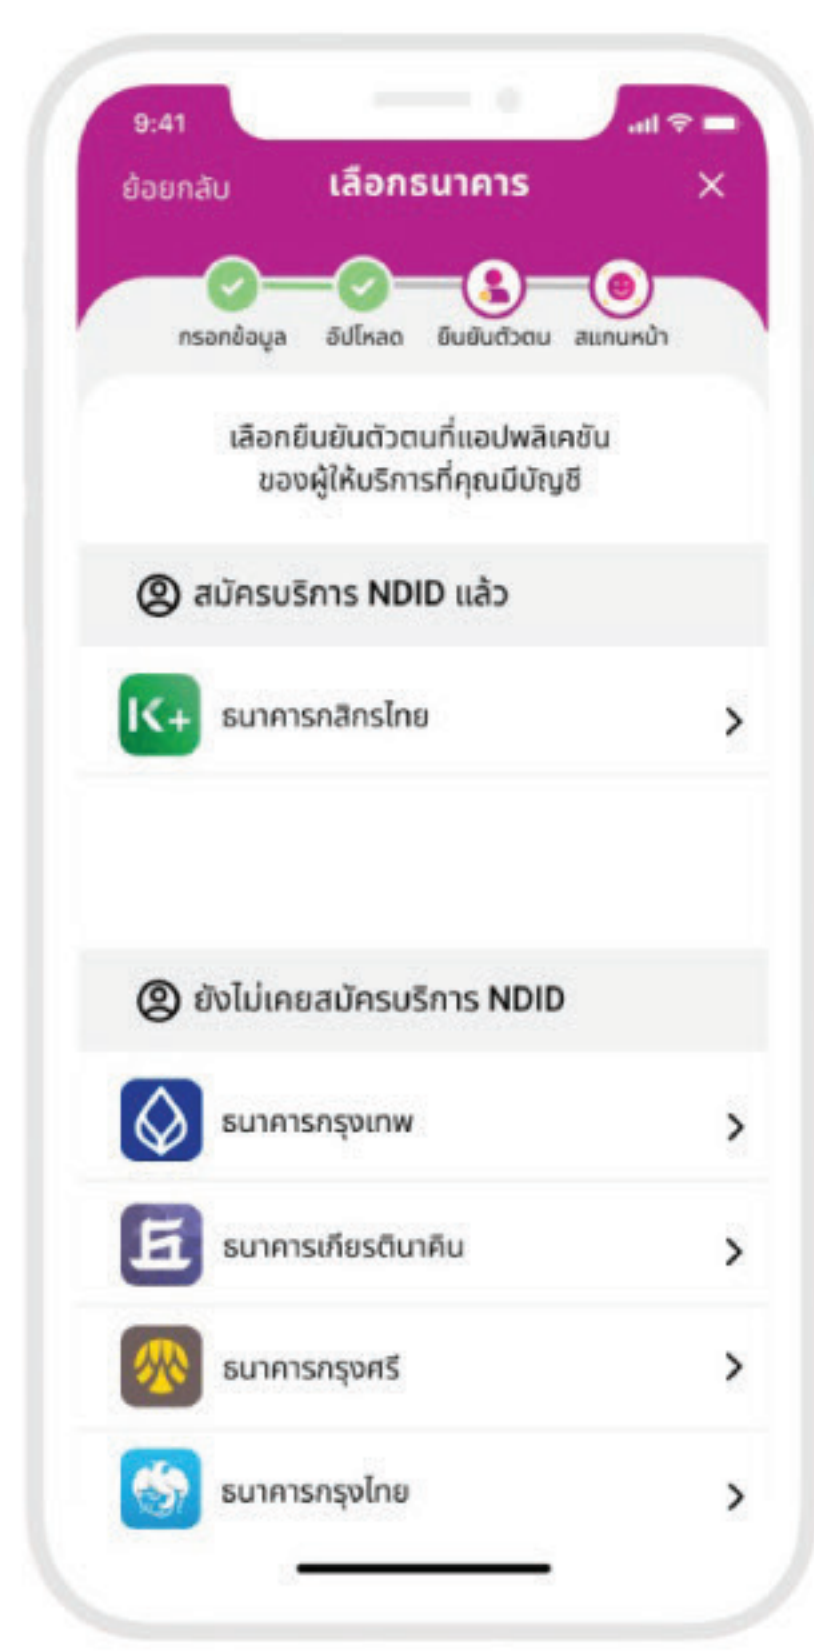 9:41
ย้อยกลับ
เลือกธนาคาร
กรอกข้อมูล
อัปโหลด
ยืนยันตัวตน
สแกนหน้า
เลือกยืนยันตัวตนที่แอปพลิเคชัน
ของผู้ให้บริการที่คุณมีบัญชี
สมัครบริการ NDID แล้ว
K+
ธนาคารกสิกรไทย
ยังไม่เคยสมัครบริการ NDID
ธนาคารกรุงเทพ
ธนาคารเกียรตินาคิน
ธนาคารกรุงศรี
ธนาคารกรุงไทย